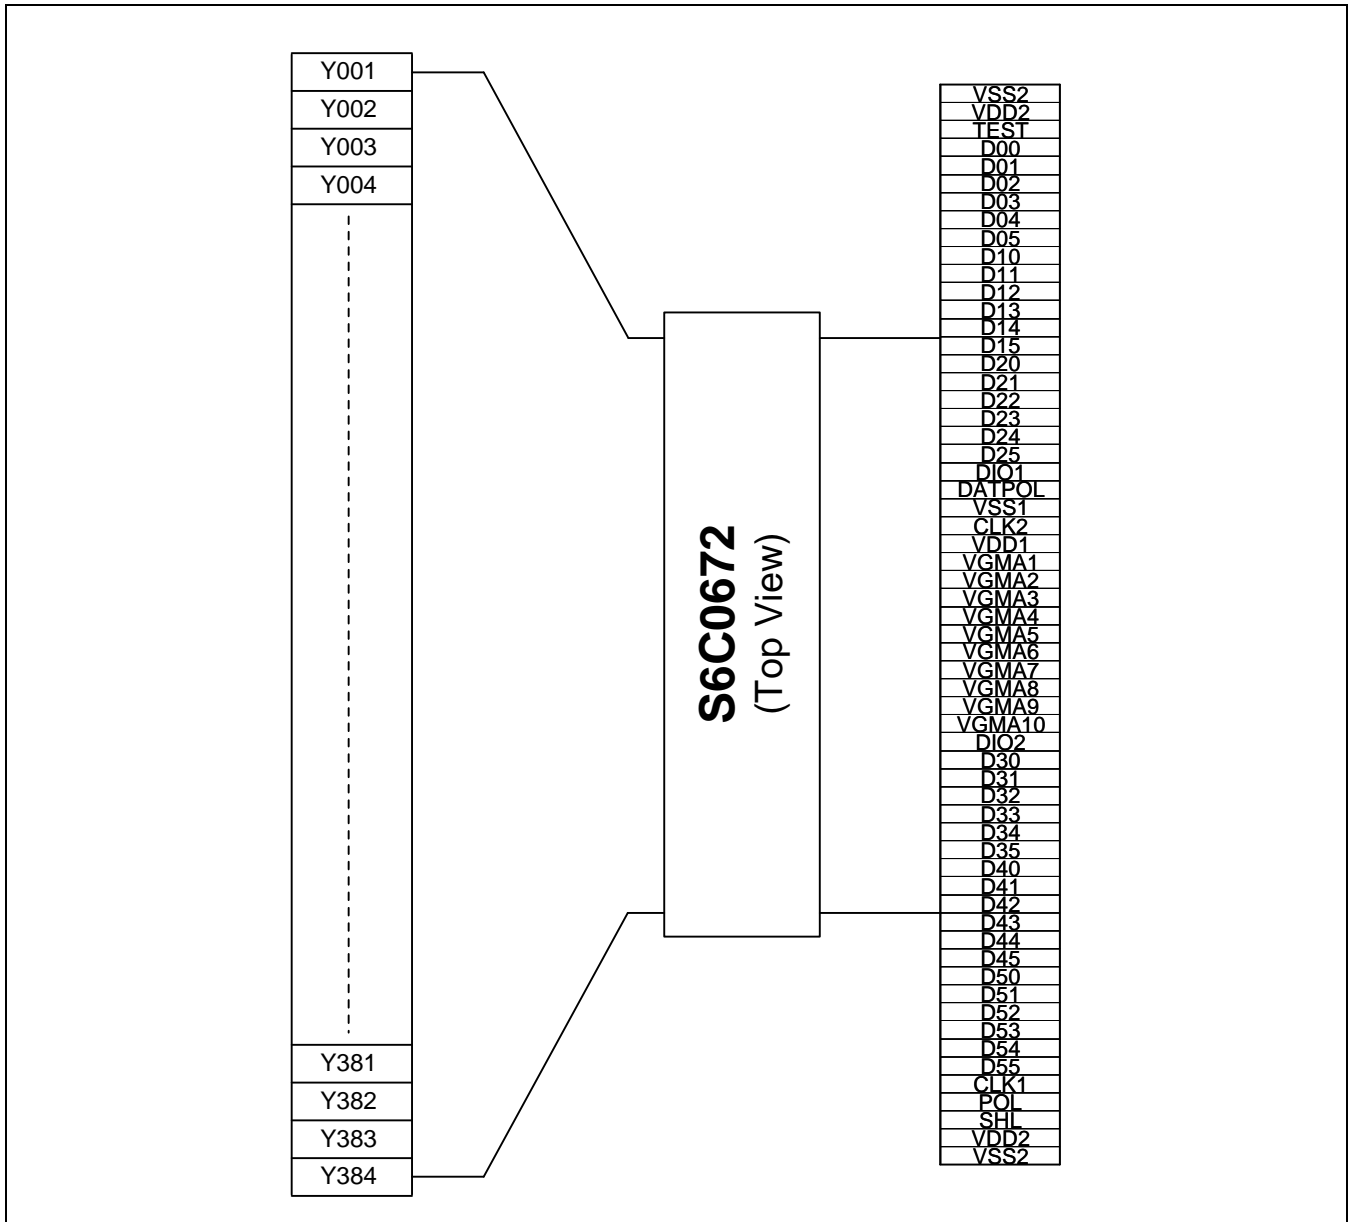 Y001
Y002
Y003
Y004
Y381
Y382
Y383
Y384
S6C0672
(Top View)
VSS2
VDD2
TEST
D00
D01
D02
D03
D04
D05
D10
D11
D12
D13
D14
D15
D20
D21
D22
D23
D24
D25
DIO1
DATPOL
VSS1
CLK2
VDD1
VGMA1
VGMA2
VGMA3
VGMA4
VGMA5
VGMA6
VGMA7
VGMA8
VGMA9
VGMA10
DIO2
D30
D31
D32
D33
D34
D35
D40
D41
D42
D43
D44
D45
D50
D51
D52
D53
D54
D55
CLK1
POL
SHL
VDD2
VSS2